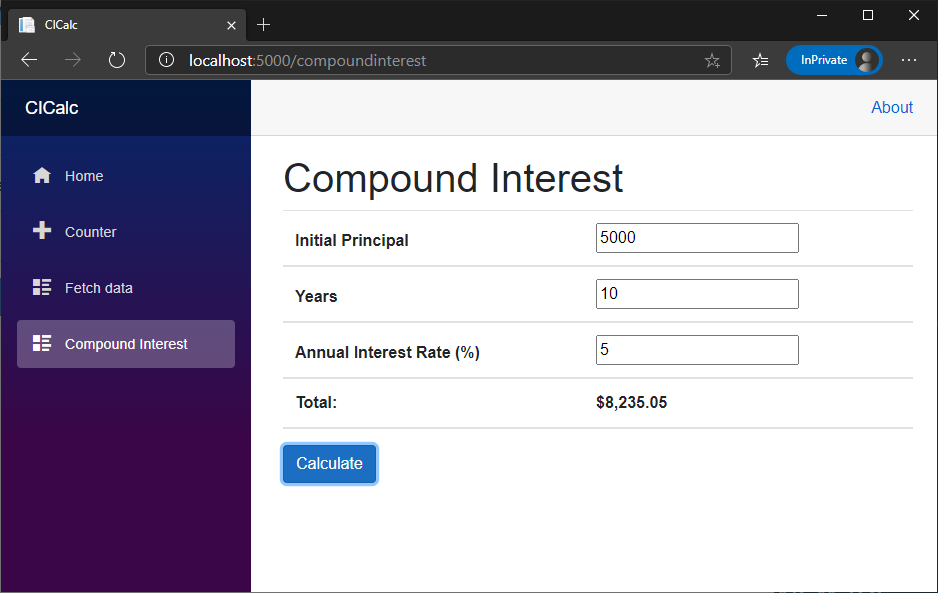 CICalc
localhost:5000/compoundinterest
InPrivate
CICalc
About
Home
Counter
Fetch data
Compound Interest
Compound Interest
Initial Principal 5000
Years 10
Annual Interest Rate (%) 5
Total: $8,235.05
Calculate